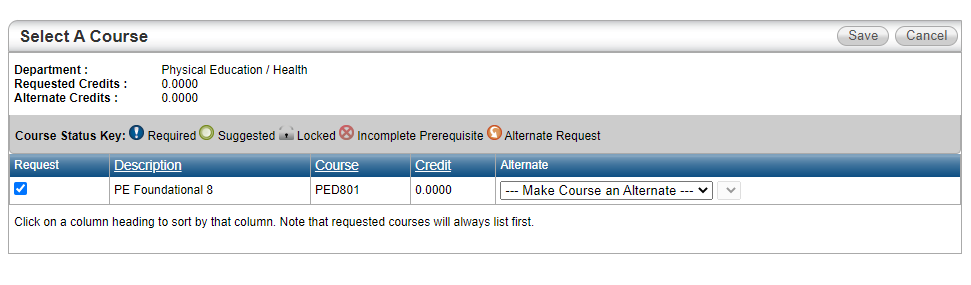 Select A Course Save Cancel
Department : Physical Education / Health
Requested Credits : 0.0000
Alternate Credits : 0.0000
Course Status Key: Required Suggested Locked Incomplete Prerequisite Alternate Request
Request Description Course Credit Alternate
PE Foundational 8 PED801 0.0000 --- Make Course an Alternate ---
Click on a column heading to sort by that column. Note that requested courses will always list first.